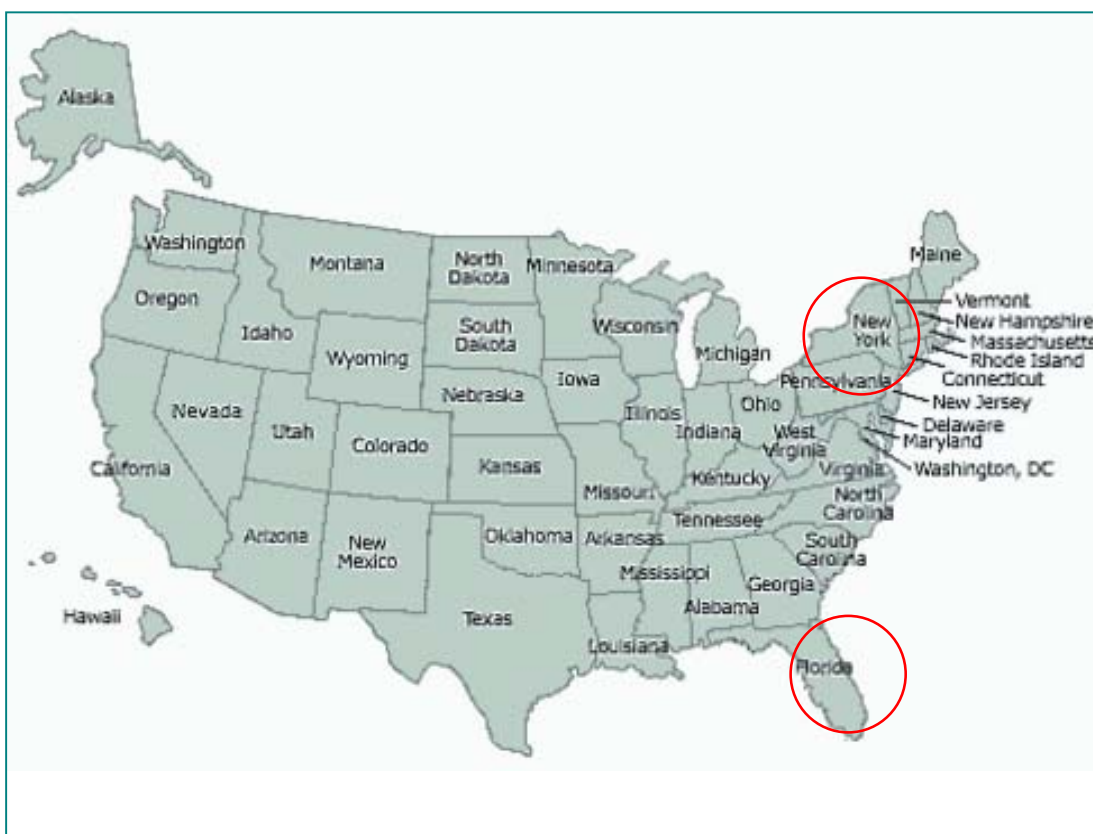 Alaska
Washington
Montana
North
Dakota
Minnesota
Maine
Oregon
Idaho
Wyoming
South
Dakota
Wisconsin
Michigan
New
York
Vermont
New Hampshire
Massachusetts
Rhode Island
Connecticut
Nevada
Utah
Colorado
Nebraska
Iowa
Illinois
Indiana
Ohio
Pennsylvania
New Jersey
Delaware
Maryland
Washington, DC
California
Kansas
Missouri
Kentucky
West
Virginia
Virginia
Arizona
New
Mexico
Oklahoma
Arkansas
Tennessee
North
Carolina
South
Carolina
Hawaii
Texas
Louisiana
Mississippi
Alabama
Georgia
Florida